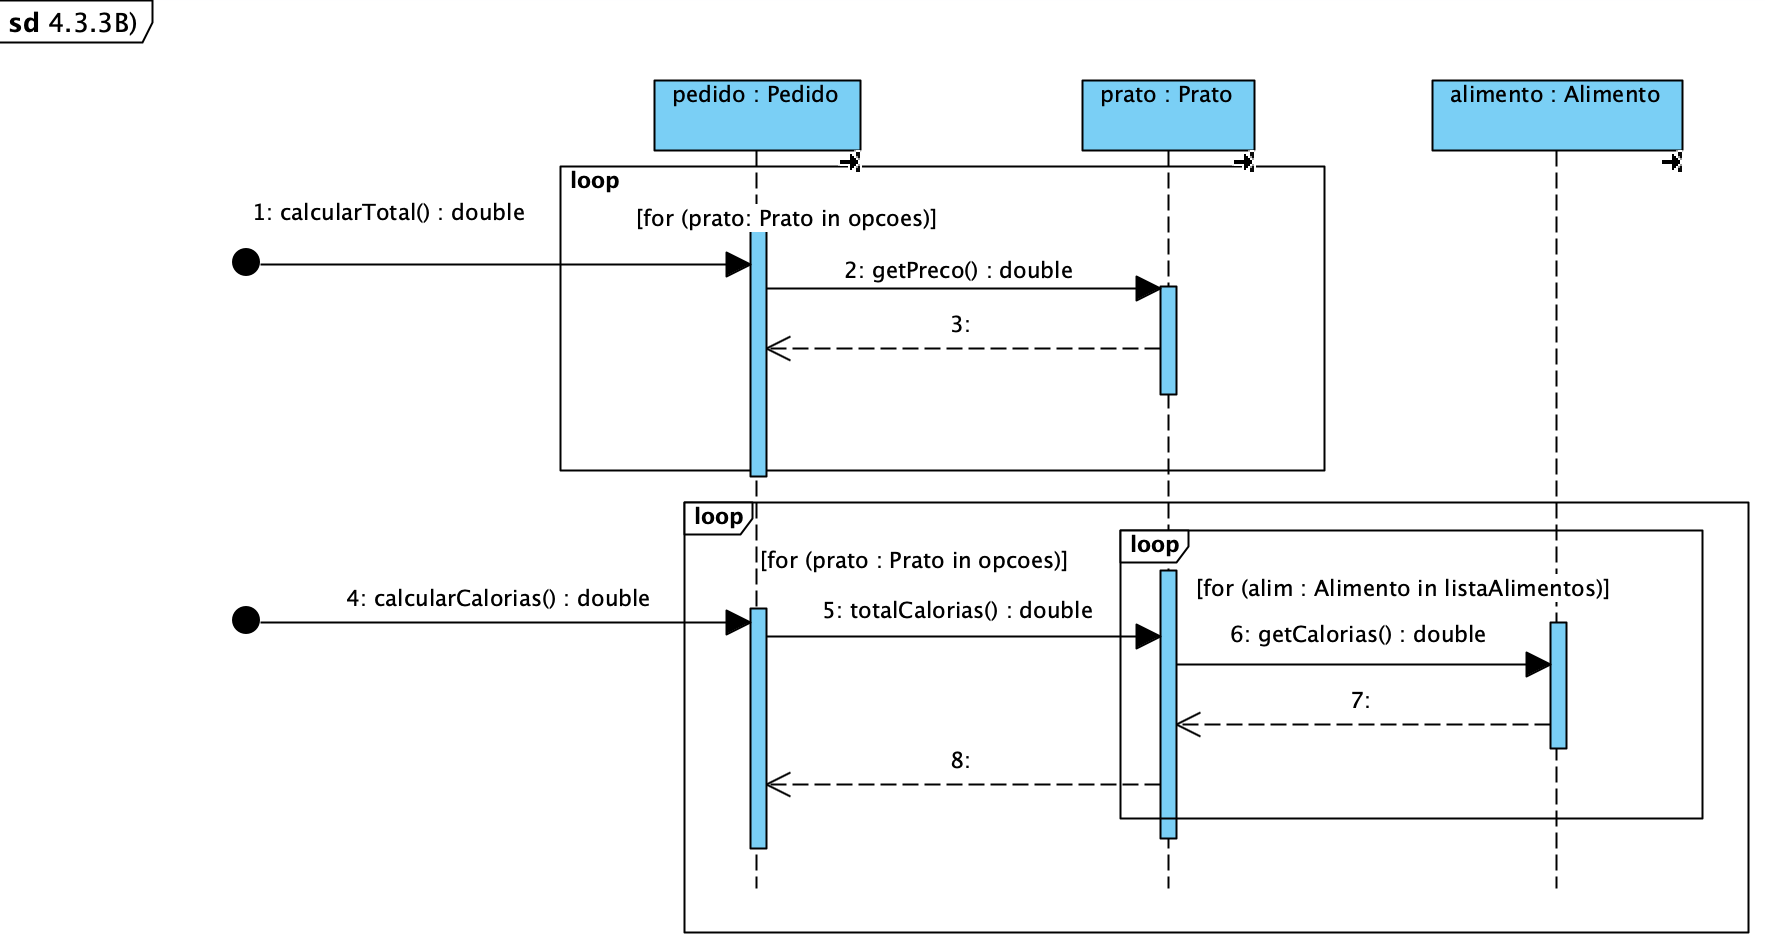 sd 4.3.3B)
pedido : Pedido
prato : Prato
alimento : Alimento
loop
1: calcularTotal() : double
[for (prato: Prato in opcoes)]
2: getPreco() : double
3:
loop
loop
[for (prato : Prato in opcoes)]
[for (alim : Alimento in listaAlimentos)]
4: calcularCalorias() : double
5: totalCalorias() : double
6: getCalorias() : double
7:
8: